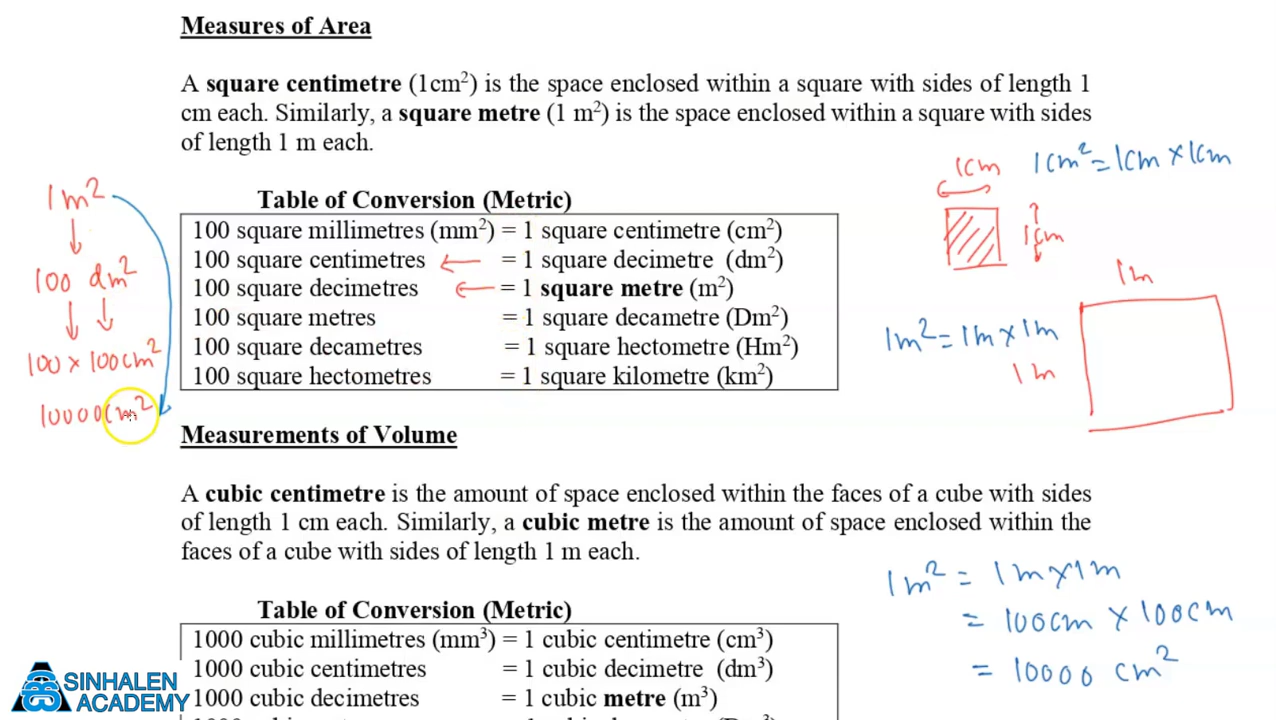 Measures of Area
A square centimetre (1cm²) is the space enclosed within a square with sides of length 1
cm each. Similarly, a square metre (1 m²) is the space enclosed within a square with sides
of length 1 m each.
1cm
1cm² = 1cm × 1cm
1cm
1m²
100 dm²
100 × 100cm²
10000cm²
Table of Conversion (Metric)
100 square millimetres (mm²) = 1 square centimetre (cm²)
100 square centimetres = 1 square decimetre (dm²)
100 square decimetres = 1 square metre (m²)
100 square metres = 1 square decametre (Dm²)
100 square decametres = 1 square hectometre (Hm²)
100 square hectometres = 1 square kilometre (km²)
1m
1m² = 1m × 1m
1m
Measurements of Volume
A cubic centimetre is the amount of space enclosed within the faces of a cube with sides
of length 1 cm each. Similarly, a cubic metre is the amount of space enclosed within the
faces of a cube with sides of length 1 m each.
1m² = 1m×1m
= 100cm × 100cm
= 10000 cm²
Table of Conversion (Metric)
1000 cubic millimetres (mm³) = 1 cubic centimetre (cm³)
1000 cubic centimetres = 1 cubic decimetre (dm³)
1000 cubic decimetres = 1 cubic metre (m³)
SINHALEN
ACADEMY